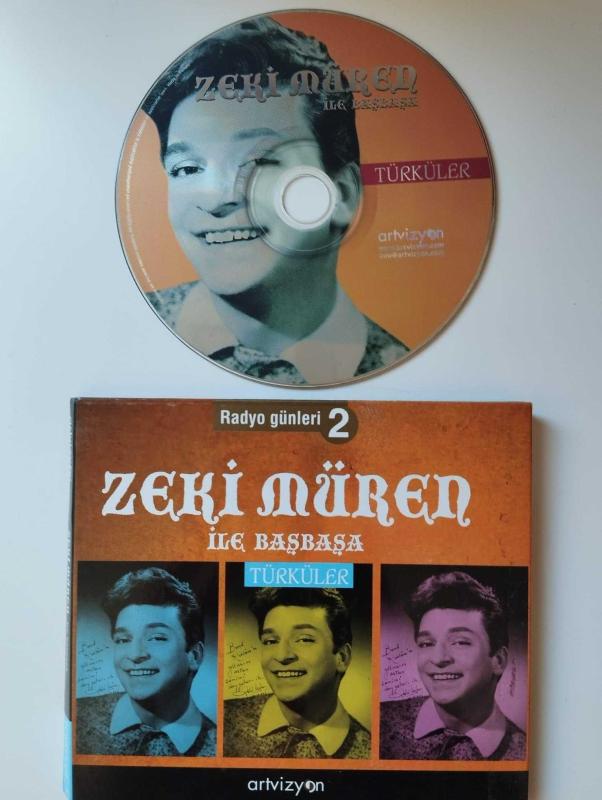 ZEKİ MÜREN
İLE BAŞBAŞA
TÜRKÜLER
artvizyon
Radyo günleri 2
ZEKİ MÜREN
İLE BAŞBAŞA
TÜRKÜLER
artvizyon